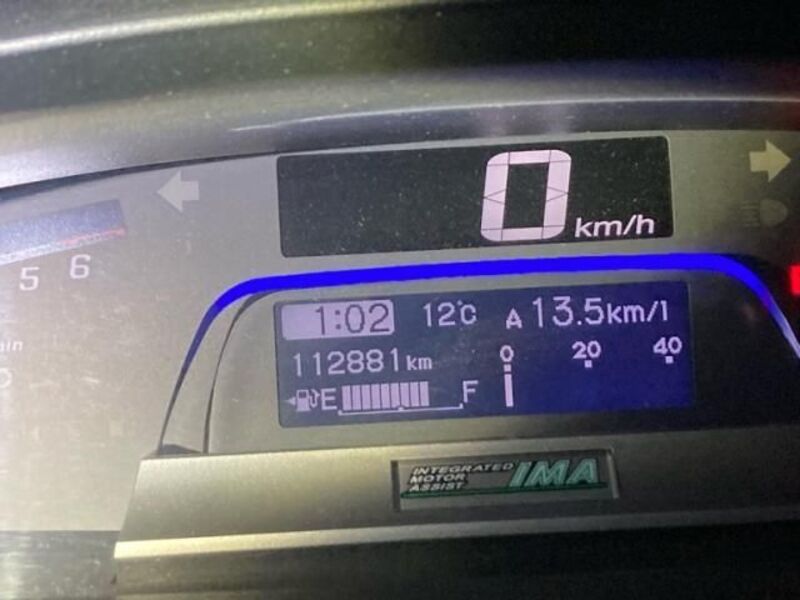 0 km/h
5 6
1:02 12°C A 13.5km/l
112881 km
0 20 40
E F
INTEGRATED
MOTOR
ASSIST
IMA